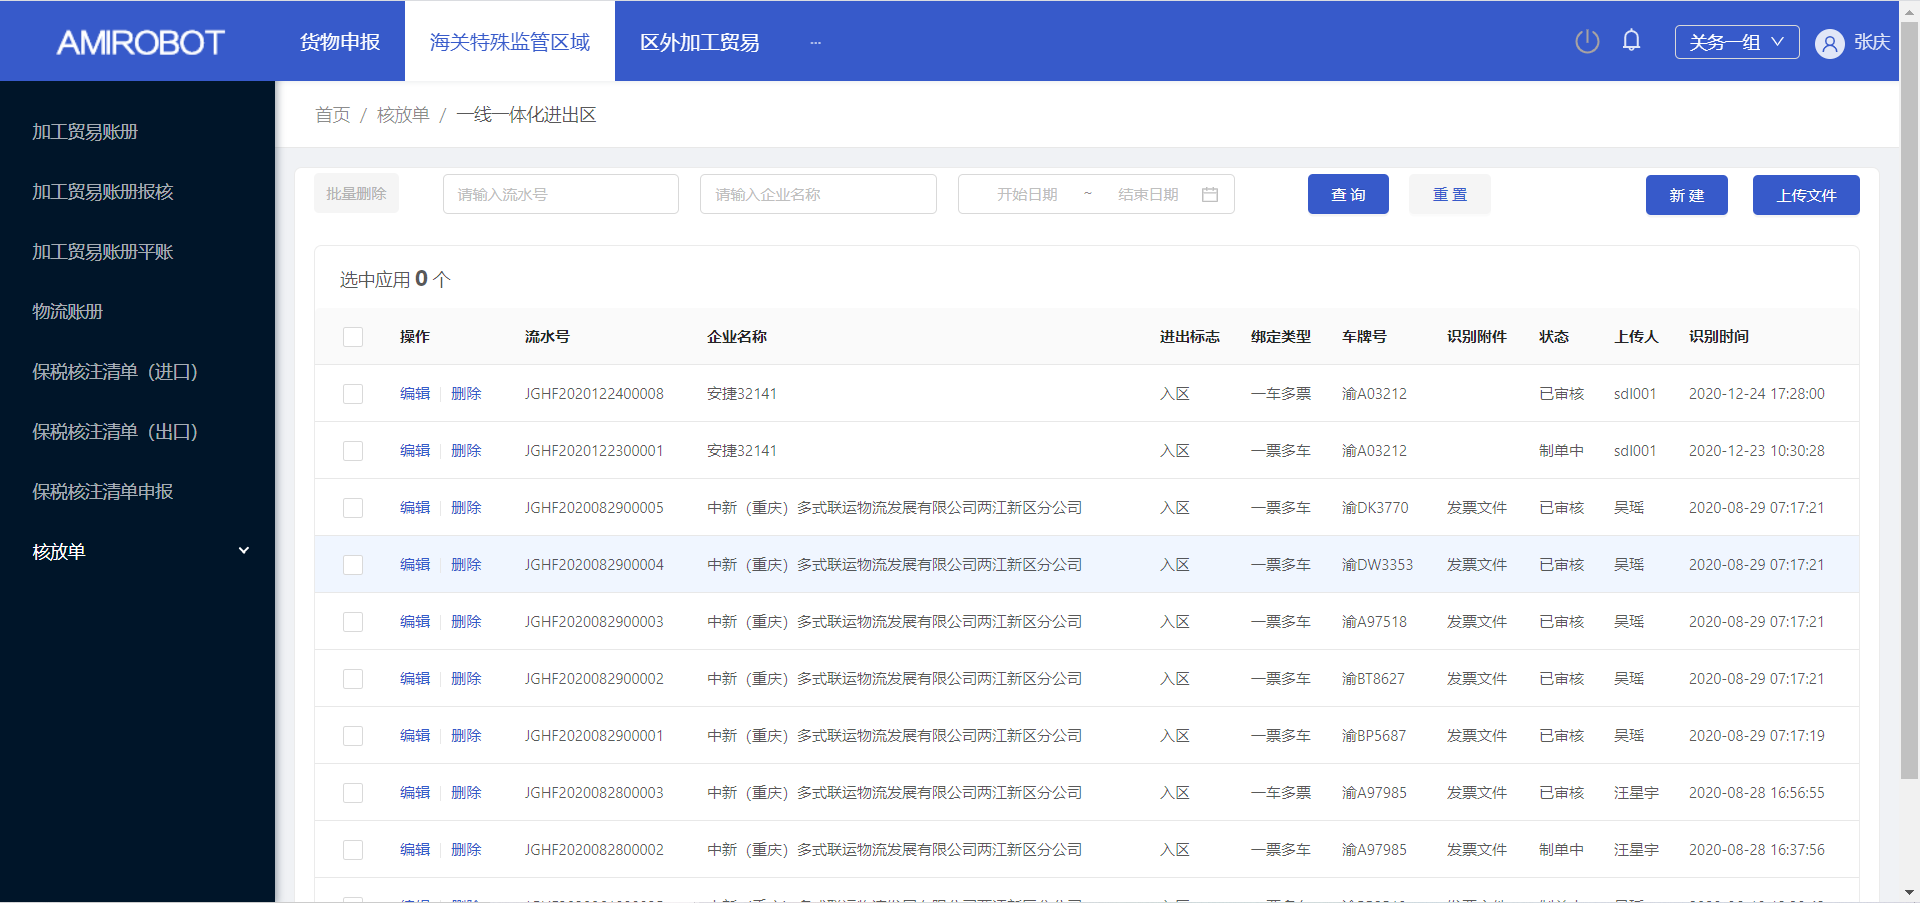 AMIROBOT 货物申报 海关特殊监管区域 区外加工贸易 ··· 关务一组 张庆
首页 / 核放单 / 一线一体化进出区
加工贸易账册
加工贸易账册报核
加工贸易账册平账
物流账册
保税核注清单（进口）
保税核注清单（出口）
保税核注清单申报
核放单
批量删除 请输入流水号 请输入企业名称 开始日期 ~ 结束日期 查 询 重 置 新 建 上传文件
选中应用 0 个
操作 流水号 企业名称 进出标志 绑定类型 车牌号 识别附件 状态 上传人 识别时间
编辑 删除 JGHF2020122400008 安捷32141 入区 一车多票 渝A03212 已审核 sdl001 2020-12-24 17:28:00
编辑 删除 JGHF2020122300001 安捷32141 入区 一票多车 渝A03212 制单中 sdl001 2020-12-23 10:30:28
编辑 删除 JGHF2020082900005 中新（重庆）多式联运物流发展有限公司两江新区分公司 入区 一票多车 渝DK3770 发票文件 已审核 吴瑶 2020-08-29 07:17:21
编辑 删除 JGHF2020082900004 中新（重庆）多式联运物流发展有限公司两江新区分公司 入区 一票多车 渝DW3353 发票文件 已审核 吴瑶 2020-08-29 07:17:21
编辑 删除 JGHF2020082900003 中新（重庆）多式联运物流发展有限公司两江新区分公司 入区 一票多车 渝A97518 发票文件 已审核 吴瑶 2020-08-29 07:17:21
编辑 删除 JGHF2020082900002 中新（重庆）多式联运物流发展有限公司两江新区分公司 入区 一票多车 渝BT8627 发票文件 已审核 吴瑶 2020-08-29 07:17:21
编辑 删除 JGHF2020082900001 中新（重庆）多式联运物流发展有限公司两江新区分公司 入区 一票多车 渝BP5687 发票文件 已审核 吴瑶 2020-08-29 07:17:19
编辑 删除 JGHF2020082800003 中新（重庆）多式联运物流发展有限公司两江新区分公司 入区 一车多票 渝A97985 发票文件 已审核 汪星宇 2020-08-28 16:56:55
编辑 删除 JGHF2020082800002 中新（重庆）多式联运物流发展有限公司两江新区分公司 入区 一票多车 渝A97985 发票文件 制单中 汪星宇 2020-08-28 16:37:56